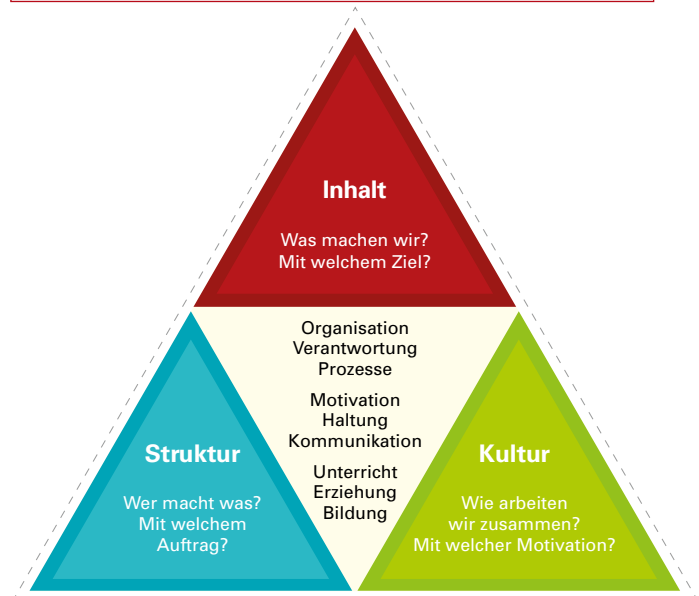 Inhalt
Was machen wir?
Mit welchem Ziel?
Organisation
Verantwortung
Prozesse
Motivation
Haltung
Kommunikation
Unterricht
Erziehung
Bildung
Struktur
Wer macht was?
Mit welchem
Auftrag?
Kultur
Wie arbeiten
wir zusammen?
Mit welcher Motivation?